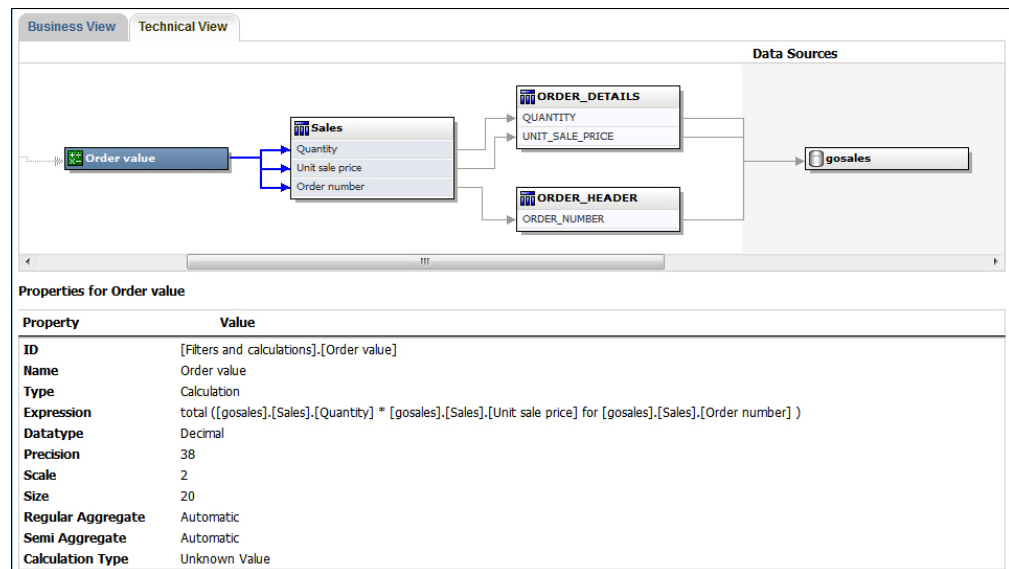 Business View
Technical View
Data Sources
Order value
Sales
Quantity
Unit sale price
Order number
ORDER_DETAILS
QUANTITY
UNIT_SALE_PRICE
ORDER_HEADER
ORDER_NUMBER
gosales
Properties for Order value
Property Value
ID [Filters and calculations].[Order value]
Name Order value
Type Calculation
Expression total ([gosales].[Sales].[Quantity] * [gosales].[Sales].[Unit sale price] for [gosales].[Sales].[Order number] )
Datatype Decimal
Precision 38
Scale 2
Size 20
Regular Aggregate Automatic
Semi Aggregate Automatic
Calculation Type Unknown Value